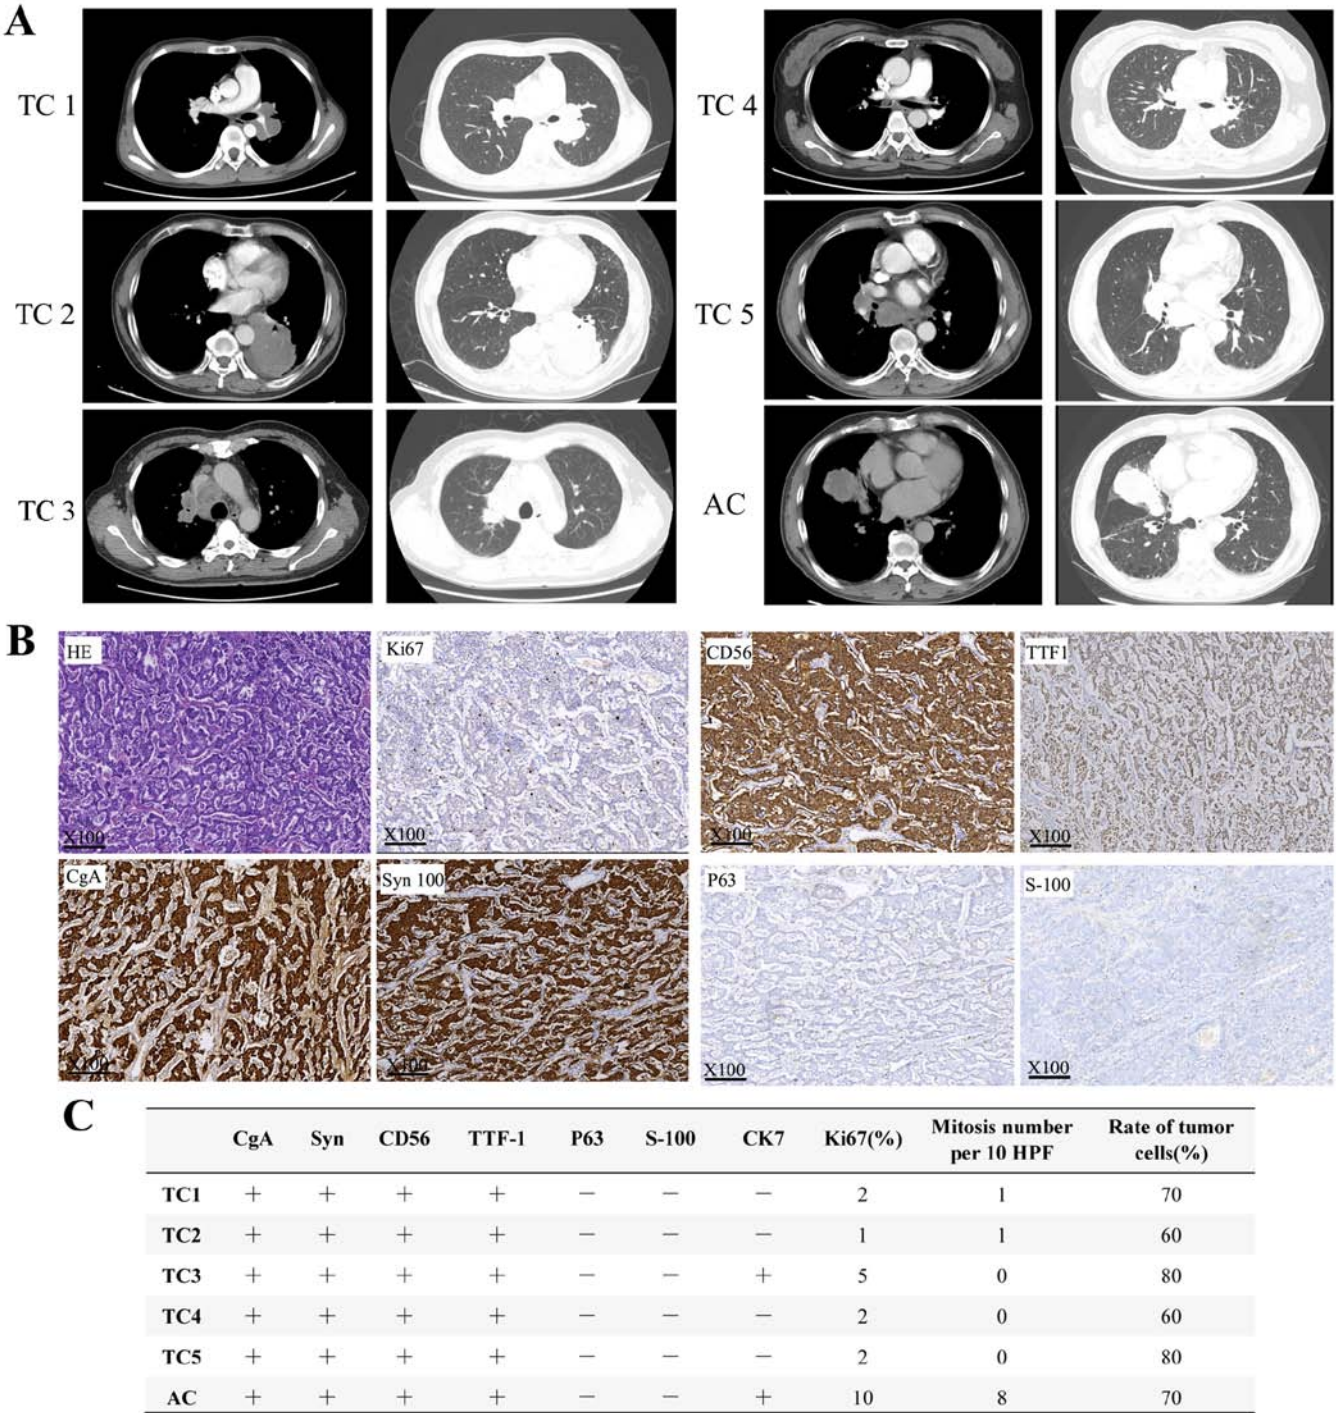 A
TC 1
TC 4
TC 2
TC 5
TC 3
AC
B
HE
Ki67
CD56
TTF1
X100
X100
X100
X100
CgA
Syn 100
P63
S-100
X100
X100
X100
X100
C
CgA Syn CD56 TTF-1 P63 S-100 CK7 Ki67(%) Mitosis number per 10 HPF Rate of tumor cells(%)
TC1 + + + + − − − 2 1 70
TC2 + + + + − − − 1 1 60
TC3 + + + + − − + 5 0 80
TC4 + + + + − − − 2 0 60
TC5 + + + + − − − 2 0 80
AC + + + + − − + 10 8 70